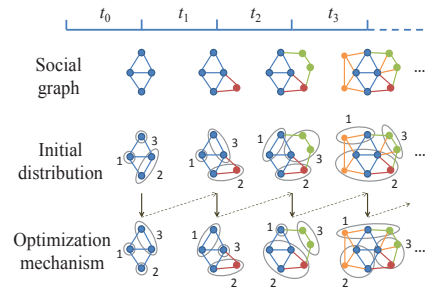 t0 t1 t2 t3
Social
graph
...
Initial
distribution
1 3 2
1 3 2
1 3 2
1 3 2
...
Optimization
mechanism
1 3 2
1 3 2
1 3 2
1 3 2
...